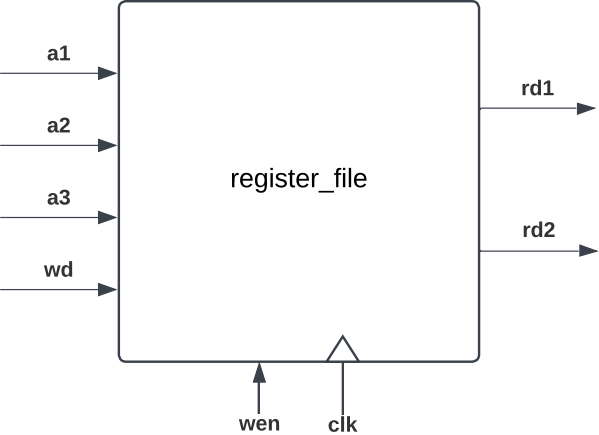 a1
a2
a3
wd
register_file
rd1
rd2
wen
clk